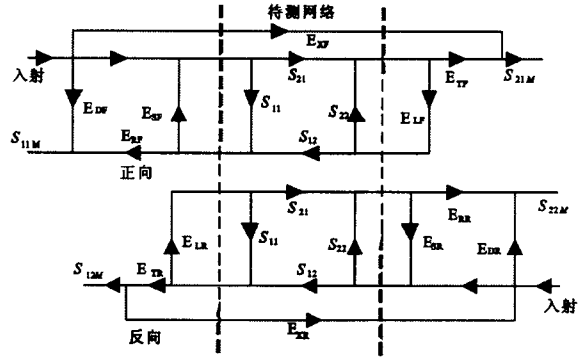 待测网络
E_XF
入射
S_21
E_TF
S_21M
E_DF
E_SF
S_11
S_22
E_LF
S_11M
E_RF
S_12
正向
S_21
E_RR
S_22M
E_LR
S_11
S_22
E_SR
E_DR
S_12M
E_TR
S_12
入射
反向
E_XR